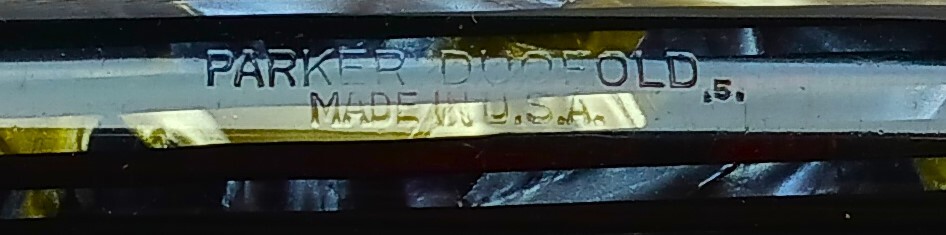 PARKER DUOFOLD .5.
MADE IN U.S.A.